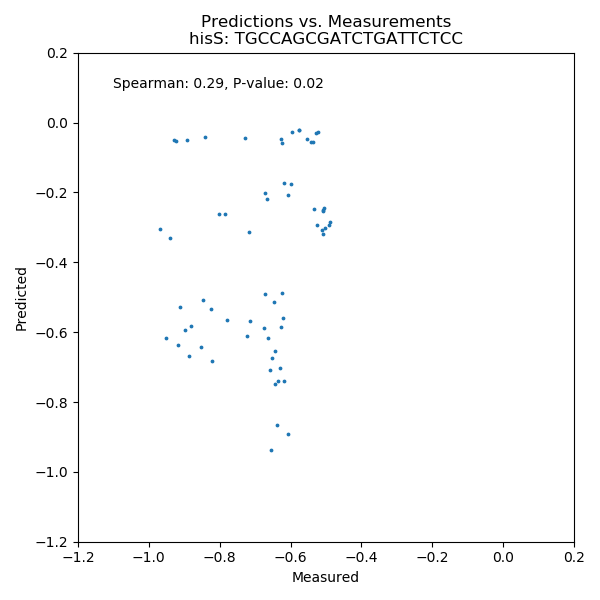 Predictions vs. Measurements
hisS: TGCCAGCGATCTGATTCTCC
Spearman: 0.29, P-value: 0.02
0.2
0.0
−0.2
−0.4
−0.6
−0.8
−1.0
−1.2
Predicted
−1.2 −1.0 −0.8 −0.6 −0.4 −0.2 0.0 0.2
Measured